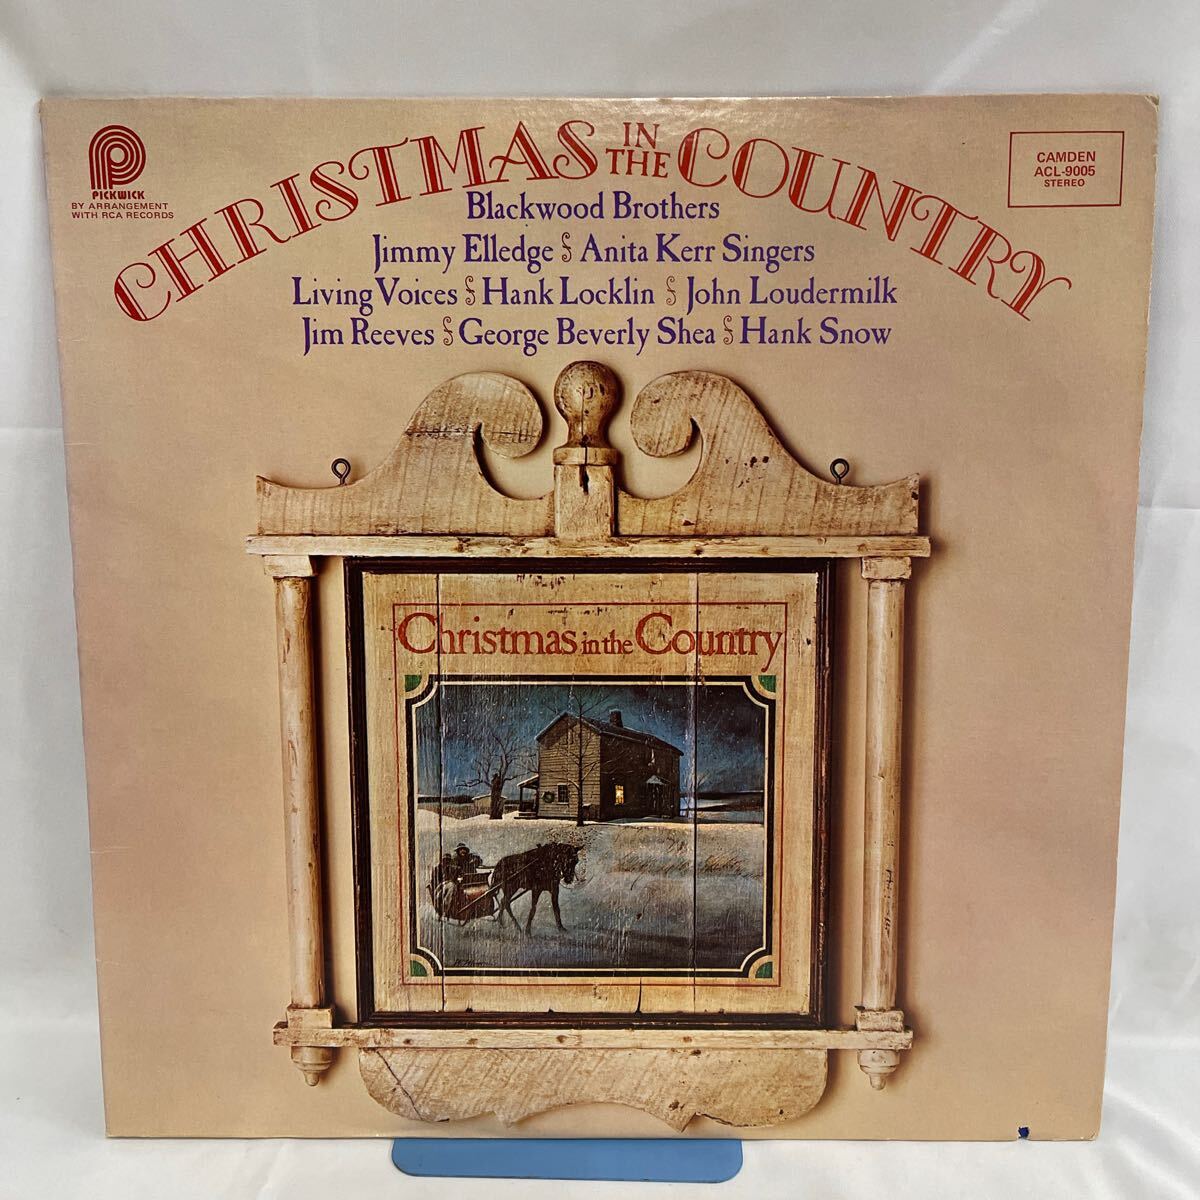 CHRISTMAS IN THE COUNTRY
PICKWICK
BY ARRANGEMENT
WITH RCA RECORDS
CAMDEN
ACL-9005
STEREO
Blackwood Brothers
Jimmy Elledge Anita Kerr Singers
Living Voices Hank Locklin John Loudermilk
Jim Reeves George Beverly Shea Hank Snow
Christmas in the Country